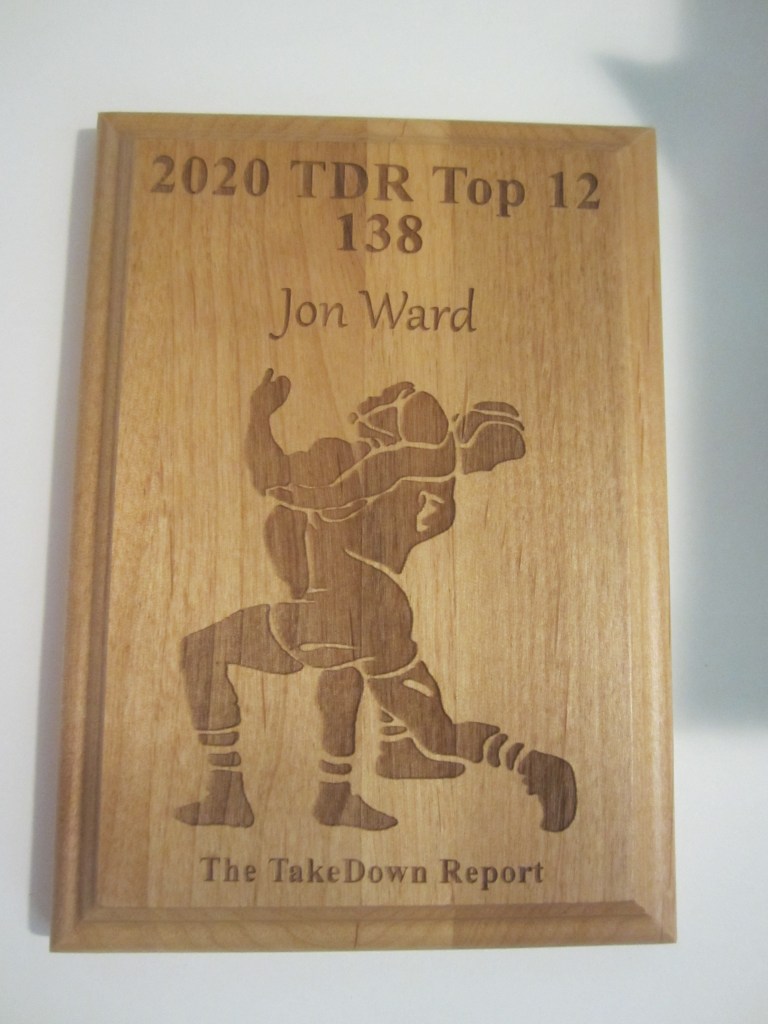 2020 TDR Top 12
138
Jon Ward
The TakeDown Report